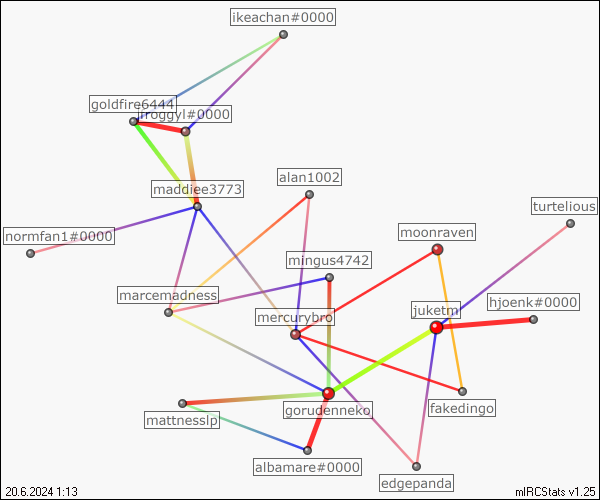 ikeachan#0000
goldfire6444
froggyl#0000
alan1002
maddiee3773
turtelious
moonraven
normfan1#0000
mingus4742
marcemadness
hjoenk#0000
juketm
mercurybro
gorudenneko
fakedingo
mattnesslp
albamare#0000
edgepanda
20.6.2024 1:13
mIRCStats v1.25